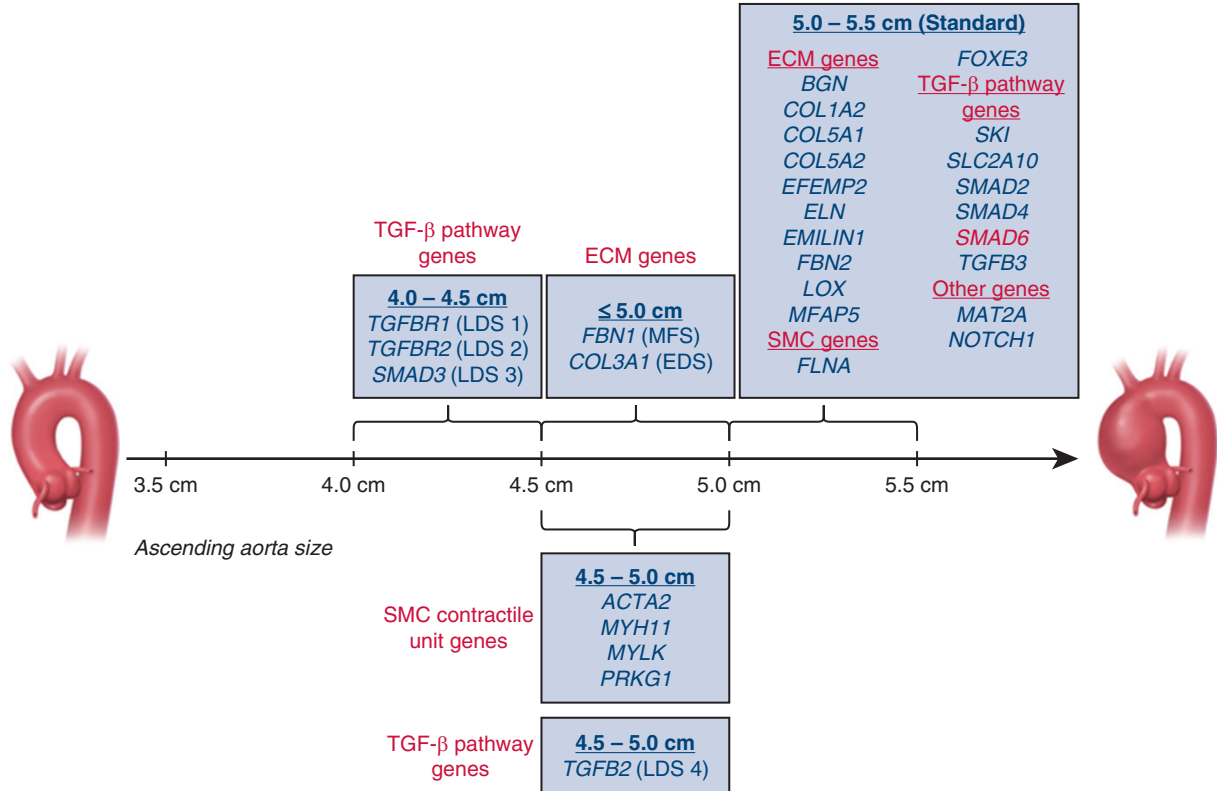 5.0 – 5.5 cm (Standard)
ECM genes
BGN
COL1A2
COL5A1
COL5A2
EFEMP2
ELN
EMILIN1
FBN2
LOX
MFAP5
SMC genes
FLNA
FOXE3
TGF-β pathway
genes
SKI
SLC2A10
SMAD2
SMAD4
SMAD6
TGFB3
Other genes
MAT2A
NOTCH1
TGF-β pathway
genes
4.0 – 4.5 cm
TGFBR1 (LDS 1)
TGFBR2 (LDS 2)
SMAD3 (LDS 3)
ECM genes
≤ 5.0 cm
FBN1 (MFS)
COL3A1 (EDS)
3.5 cm
4.0 cm
4.5 cm
5.0 cm
5.5 cm
Ascending aorta size
SMC contractile
unit genes
4.5 – 5.0 cm
ACTA2
MYH11
MYLK
PRKG1
TGF-β pathway
genes
4.5 – 5.0 cm
TGFB2 (LDS 4)